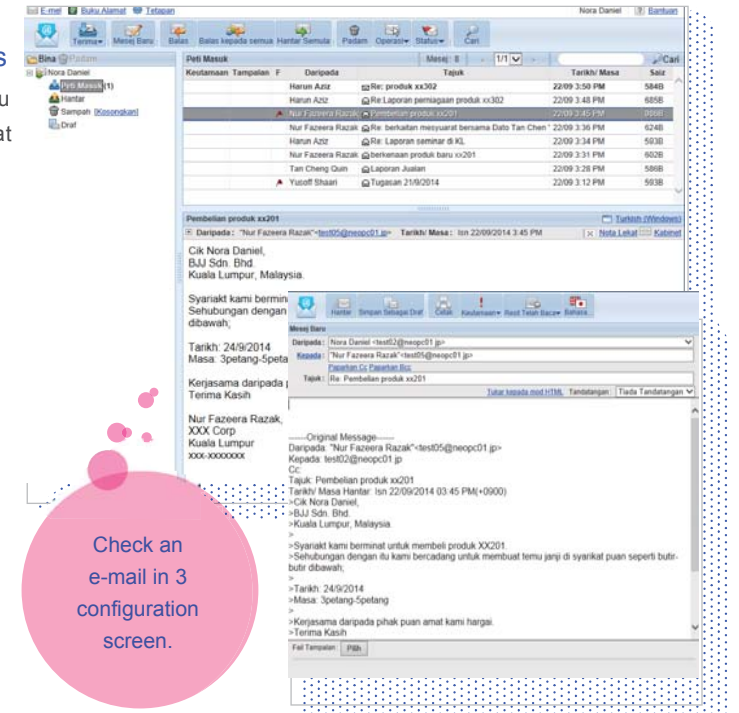 E-mel Buku Alamat Tetapan Nora Daniel Bantuan
Terima Mesej Baru Balas Balas kepada semua Hantar Semula Padam Operasi Status Cari
Bina Padam
Nora Daniel
Peti Masuk (1)
Hantar
Sampah [Kosongkan]
Draf
s
u
at
Peti Masuk Mesej: 8 1/1 Cari
Keutamaan Tampalan F Daripada Tajuk Tarikh/ Masa Saiz
Harun Aziz Re: produk xx302 22/09 3:50 PM 584B
Harun Aziz Re:Laporan perniagaan produk xx302 22/09 3:48 PM 685B
Nur Fazeera Razak Pembelian produk xx201 22/09 3:45 PM
Nur Fazeera Razak Re: berkaitan mesyuarat bersama Dato Tan Chen 22/09 3:36 PM 624B
Harun Aziz Re: Laporan seminar di KL 22/09 3:34 PM 593B
Nur Fazeera Razak berkenaan produk baru xx201 22/09 3:31 PM 602B
Tan Cheng Quin Laporan Jualan 22/09 3:28 PM 586B
Yusoff Shaari Tugasan 21/9/2014 22/09 3:12 PM 593B
Pembelian produk xx201 Turkish (Windows)
Daripada: "Nur Fazeera Razak"<test05@neopc01.jp> Tarikh/ Masa: Isn 22/09/2014 3:45 PM Nota Lekat Kabinet
Cik Nora Daniel,
BJJ Sdn. Bhd.
Kuala Lumpur, Malaysia.
Syariakt kami bermin
Sehubungan dengan
dibawah;
Tarikh: 24/9/2014
Masa: 3petang-5peta
Kerjasama daripada p
Terima Kasih
Nur Fazeera Razak,
XXX Corp
Kuala Lumpur
xxx-xxxxxxx
Hantar Simpan Sebagai Draf Cetak Keutamaan Resit Telah Baca Bahasa
Mesej Baru
Daripada: Nora Daniel <test02@neopc01.jp>
Kepada: "Nur Fazeera Razak"<test05@neopc01.jp>
Paparkan Cc Paparkan Bcc
Tajuk: Re: Pembelian produk xx201
Tukar kepada mod HTML Tandatangan: Tiada Tandatangan
-----Original Message-----
Daripada: "Nur Fazeera Razak"<test05@neopc01.jp>
Kepada: test02@neopc01.jp
Cc:
Tajuk: Pembelian produk xx201
Tarikh/ Masa Hantar: Isn 22/09/2014 03:45 PM(+0900)
>Cik Nora Daniel,
>BJJ Sdn. Bhd.
>Kuala Lumpur, Malaysia.
>
>Syariakt kami berminat untuk membeli produk XX201.
>Sehubungan dengan itu kami bercadang untuk membuat temu janji di syarikat puan seperti butir-
butir dibawah;
>
>Tarikh: 24/9/2014
>Masa: 3petang-5petang
>
>Kerjasama daripada pihak puan amat kami hargai.
>Terima Kasih
Fail Tampalan: Pilih
Check an
e-mail in 3
configuration
screen.